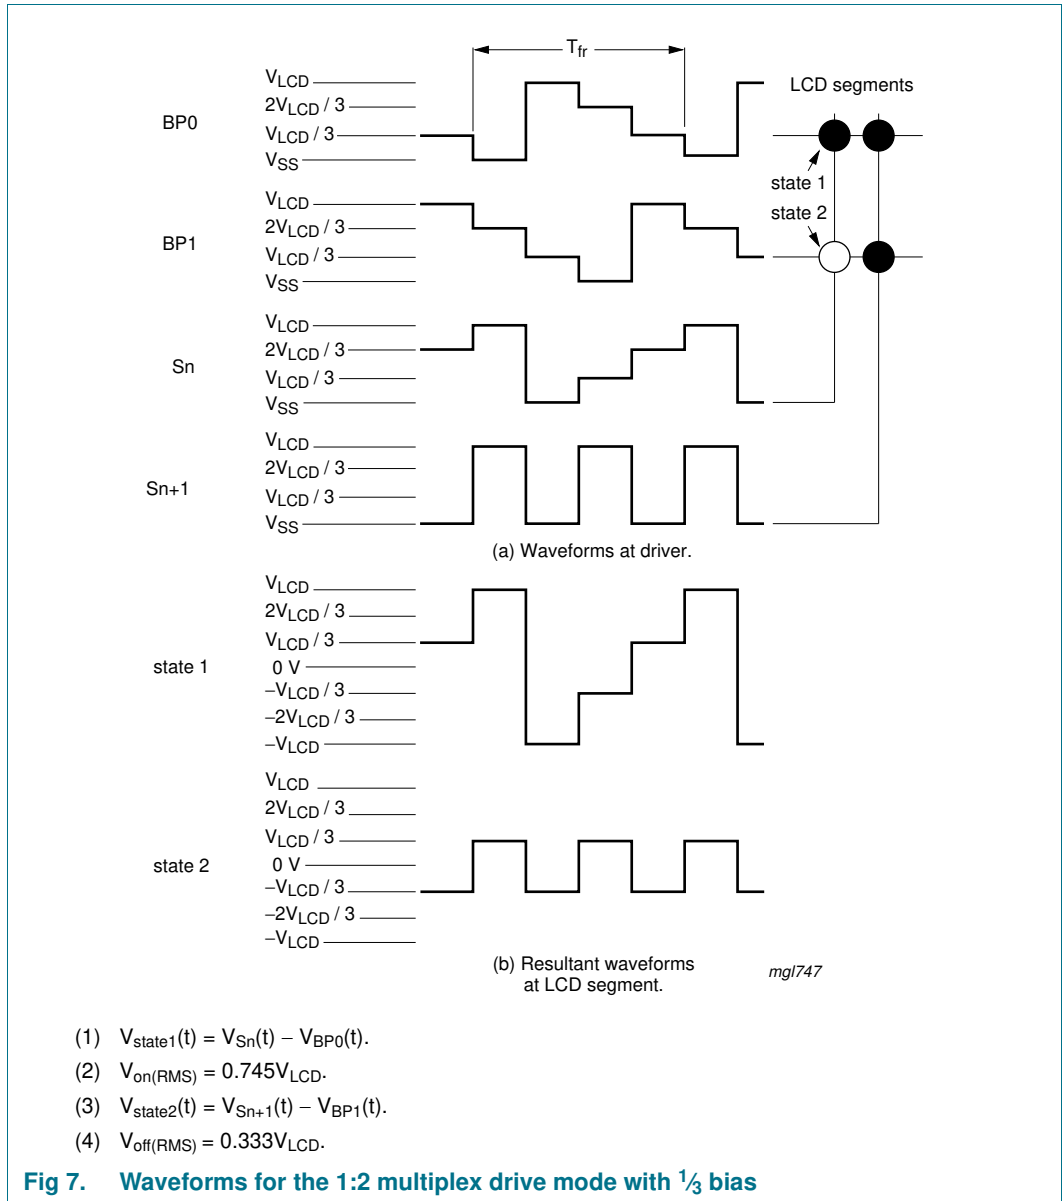 T_fr
BP0
V_LCD
2V_LCD / 3
V_LCD / 3
V_SS
LCD segments
state 1
state 2
BP1
V_LCD
2V_LCD / 3
V_LCD / 3
V_SS
Sn
V_LCD
2V_LCD / 3
V_LCD / 3
V_SS
Sn+1
V_LCD
2V_LCD / 3
V_LCD / 3
V_SS
(a) Waveforms at driver.
state 1
V_LCD
2V_LCD / 3
V_LCD / 3
0 V
−V_LCD / 3
−2V_LCD / 3
−V_LCD
state 2
V_LCD
2V_LCD / 3
V_LCD / 3
0 V
−V_LCD / 3
−2V_LCD / 3
−V_LCD
(b) Resultant waveforms
at LCD segment.
mgl747
(1) V_state1(t) = V_Sn(t) − V_BP0(t).
(2) V_on(RMS) = 0.745V_LCD.
(3) V_state2(t) = V_Sn+1(t) − V_BP1(t).
(4) V_off(RMS) = 0.333V_LCD.
Fig 7. Waveforms for the 1:2 multiplex drive mode with 1⁄3 bias